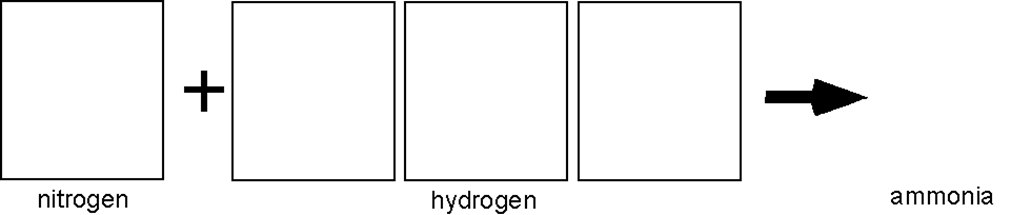 +
nitrogen
hydrogen
ammonia